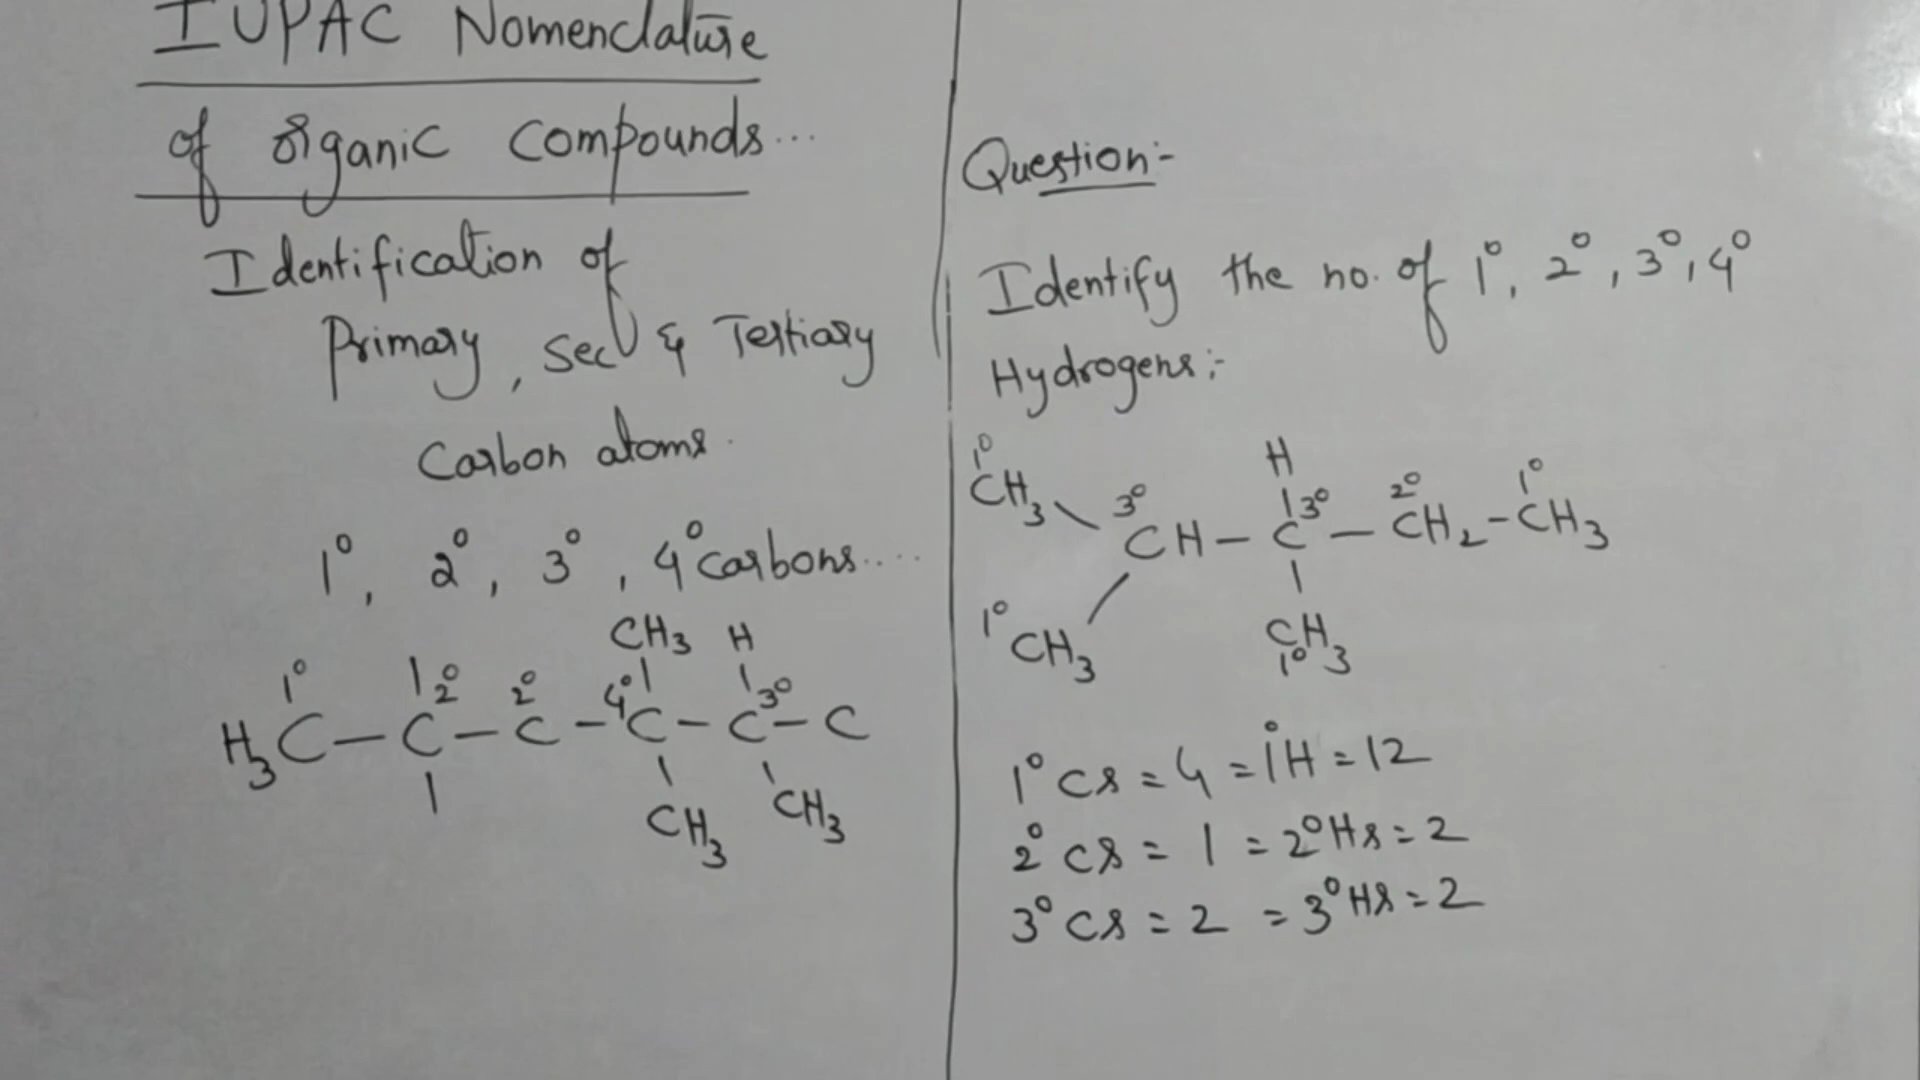 IUPAC Nomenclature
of organic compounds...
Identification of
Primary, Sec & Tertiary
Carbon atoms.
1°, 2°, 3°, 4° carbons....
CH3 H
1° 2° 2° 4° 3°
H3C - C - C - C - C - C
CH3 CH3
Question:-
Identify the no. of 1°, 2°, 3°, 4°
Hydrogens:-
1° H
CH3 3° 3° 2° 1°
CH - C - CH2 - CH3
1° CH3 CH3
1°
1° Cs = 4 = 1°H = 12
2° Cs = 1 = 2°Hs = 2
3° Cs = 2 = 3°Hs = 2